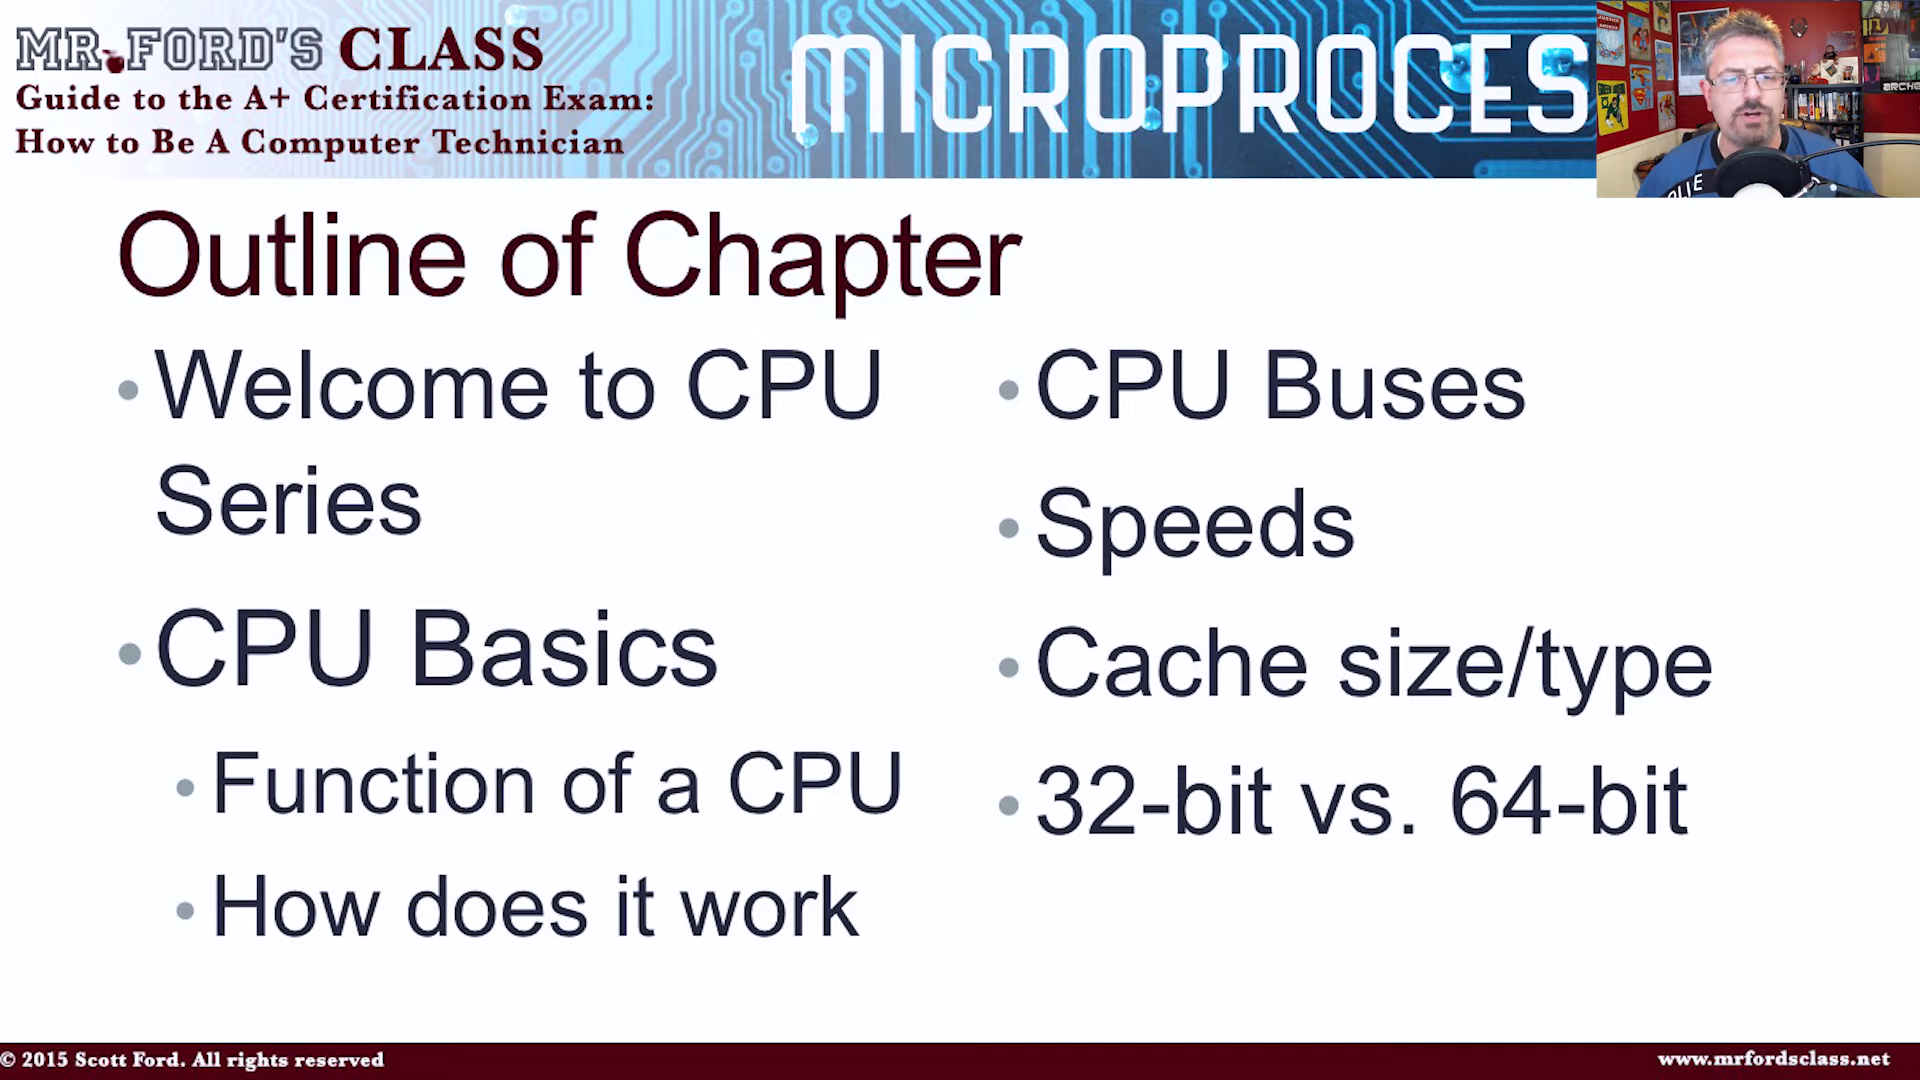 MR.FORD'S CLASS
Guide to the A+ Certification Exam:
How to Be A Computer Technician
MICROPROCES
Outline of Chapter
• Welcome to CPU
Series
• CPU Basics
• Function of a CPU
• How does it work
• CPU Buses
• Speeds
• Cache size/type
• 32-bit vs. 64-bit
© 2015 Scott Ford. All rights reserved
www.mrfordsclass.net